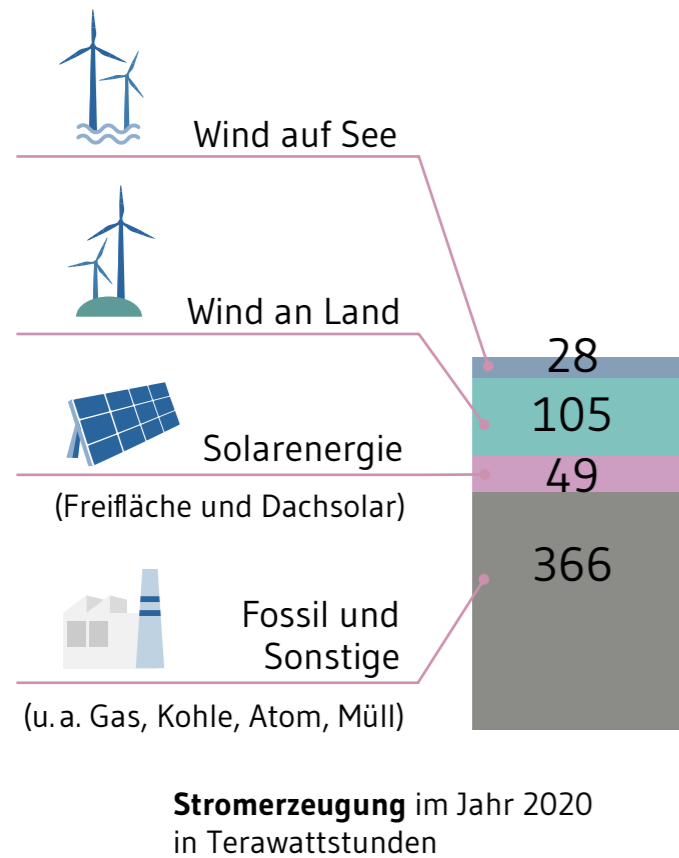 Wind auf See
Wind an Land
28
105
Solarenergie
49
(Freifläche und Dachsolar)
366
Fossil und
Sonstige
(u. a. Gas, Kohle, Atom, Müll)
Stromerzeugung im Jahr 2020
in Terawattstunden